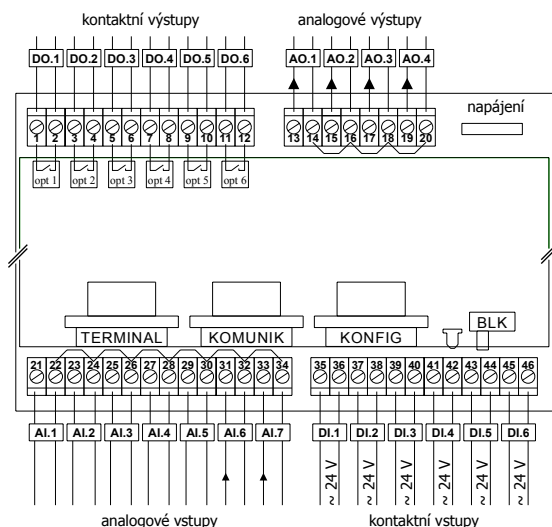 kontaktní výstupy analogové výstupy
DO.1 DO.2 DO.3 DO.4 DO.5 DO.6 AO.1 AO.2 AO.3 AO.4
napájení
1 2 3 4 5 6 7 8 9 10 11 12 13 14 15 16 17 18 19 20
opt 1 opt 2 opt 3 opt 4 opt 5 opt 6
BLK
TERMINAL KOMUNIK KONFIG
21 22 23 24 25 26 27 28 29 30 31 32 33 34 35 36 37 38 39 40 41 42 43 44 45 46
AI.1 AI.2 AI.3 AI.4 AI.5 AI.6 AI.7 DI.1 DI.2 DI.3 DI.4 DI.5 DI.6
~ 24 V ~ 24 V ~ 24 V ~ 24 V ~ 24 V ~ 24 V
analogové vstupy kontaktní vstupy